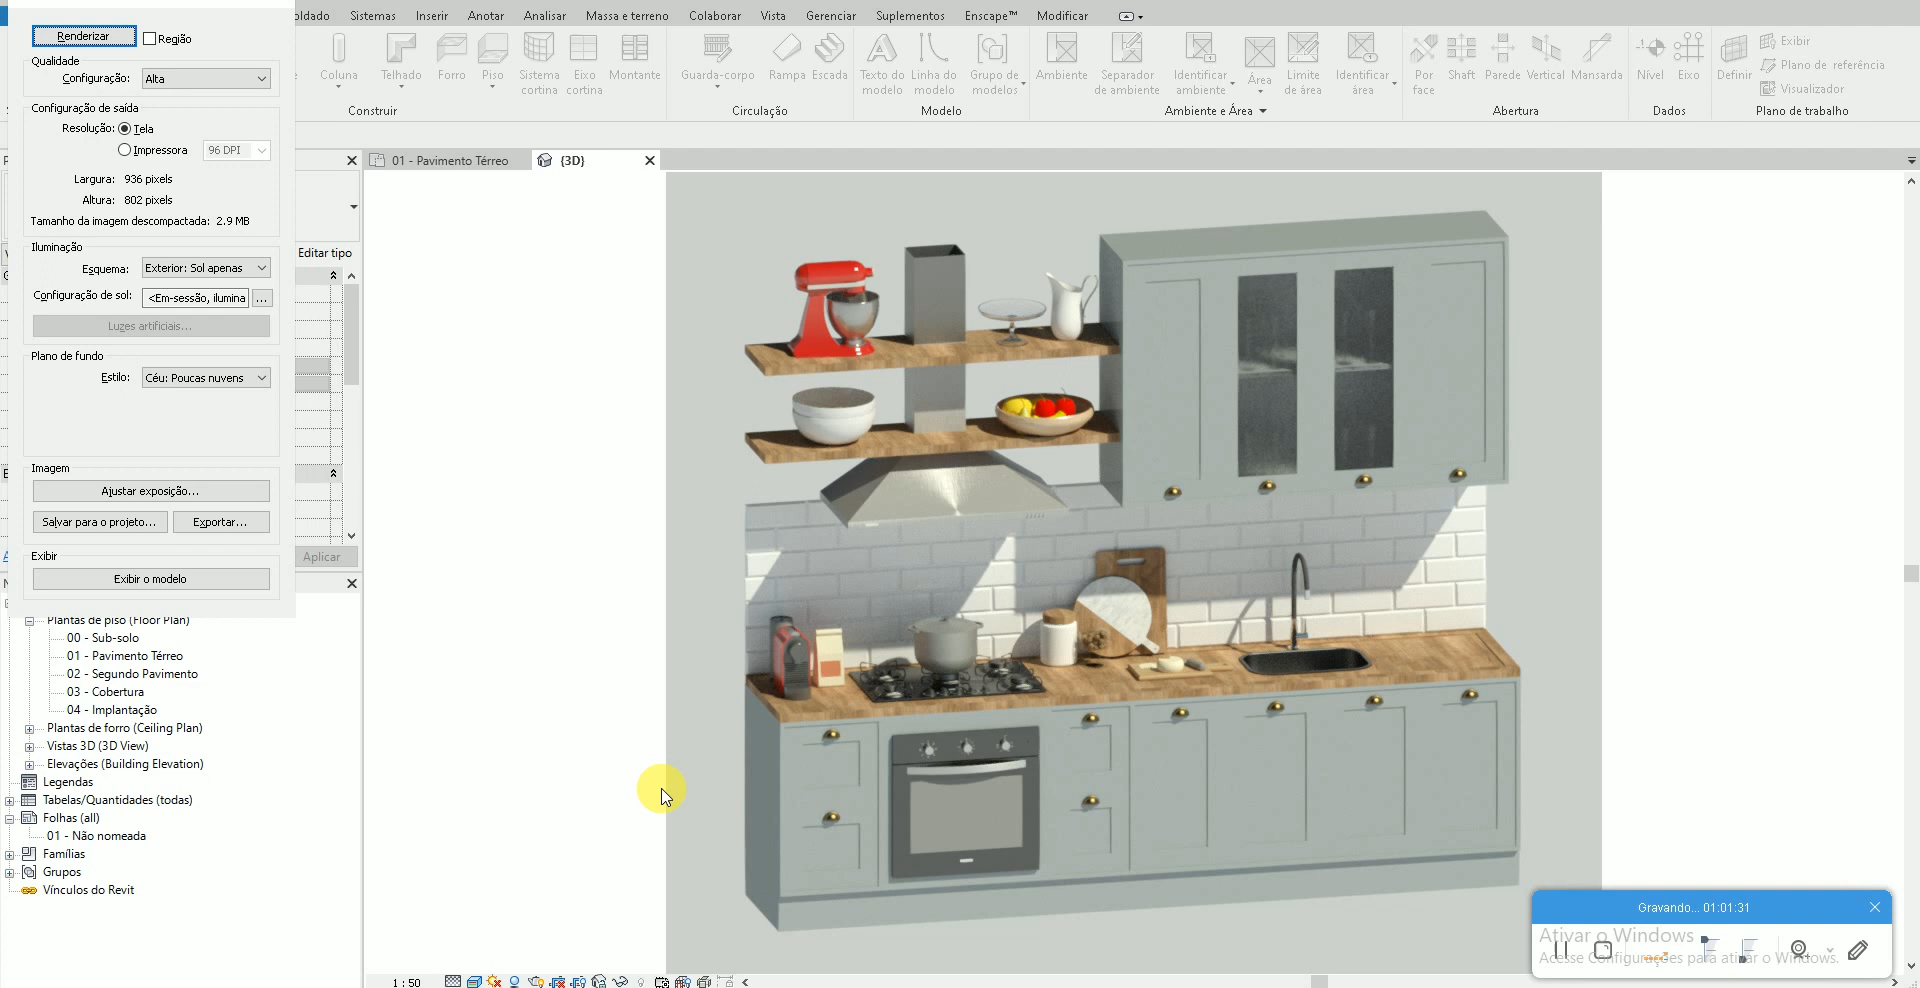 oldado Sistemas Inserir Anotar Analisar Massa e terreno Colaborar Vista Gerenciar Suplementos Enscape™ Modificar
Renderizar
Região
Qualidade
Configuração: Alta
Configuração de saída
Resolução: Tela
Impressora 96 DPI
Largura: 936 pixels
Altura: 802 pixels
Tamanho da imagem descompactada: 2.9 MB
Iluminação
Esquema: Exterior: Sol apenas
Configuração de sol: <Em-sessão, ilumina ...
Luzes artificiais...
Plano de fundo
Estilo: Céu: Poucas nuvens
Imagem
Ajustar exposição...
Salvar para o projeto... Exportar...
Exibir
Exibir o modelo
Coluna
Telhado
Forro
Piso
Sistema cortina
Eixo cortina
Montante
Construir
Guarda-corpo
Rampa
Escada
Circulação
Texto do modelo
Linha do modelo
Grupo de modelos
Modelo
Ambiente
Separador de ambiente
Identificar ambiente
Área
Limite de área
Identificar área
Ambiente e Área
Por face
Shaft
Parede
Vertical
Mansarda
Abertura
Nível
Eixo
Dados
Definir
Exibir
Plano de referência
Visualizador
Plano de trabalho
01 - Pavimento Térreo
{3D}
Editar tipo
Aplicar
Plantas de piso (Floor Plan)
00 - Sub-solo
01 - Pavimento Térreo
02 - Segundo Pavimento
03 - Cobertura
04 - Implantação
Plantas de forro (Ceiling Plan)
Vistas 3D (3D View)
Elevações (Building Elevation)
Legendas
Tabelas/Quantidades (todas)
Folhas (all)
01 - Não nomeada
Famílias
Grupos
Vínculos do Revit
1 : 50
Gravando... 01:01:31
Ativar o Windows
Acesse Configurações para ativar o Windows.